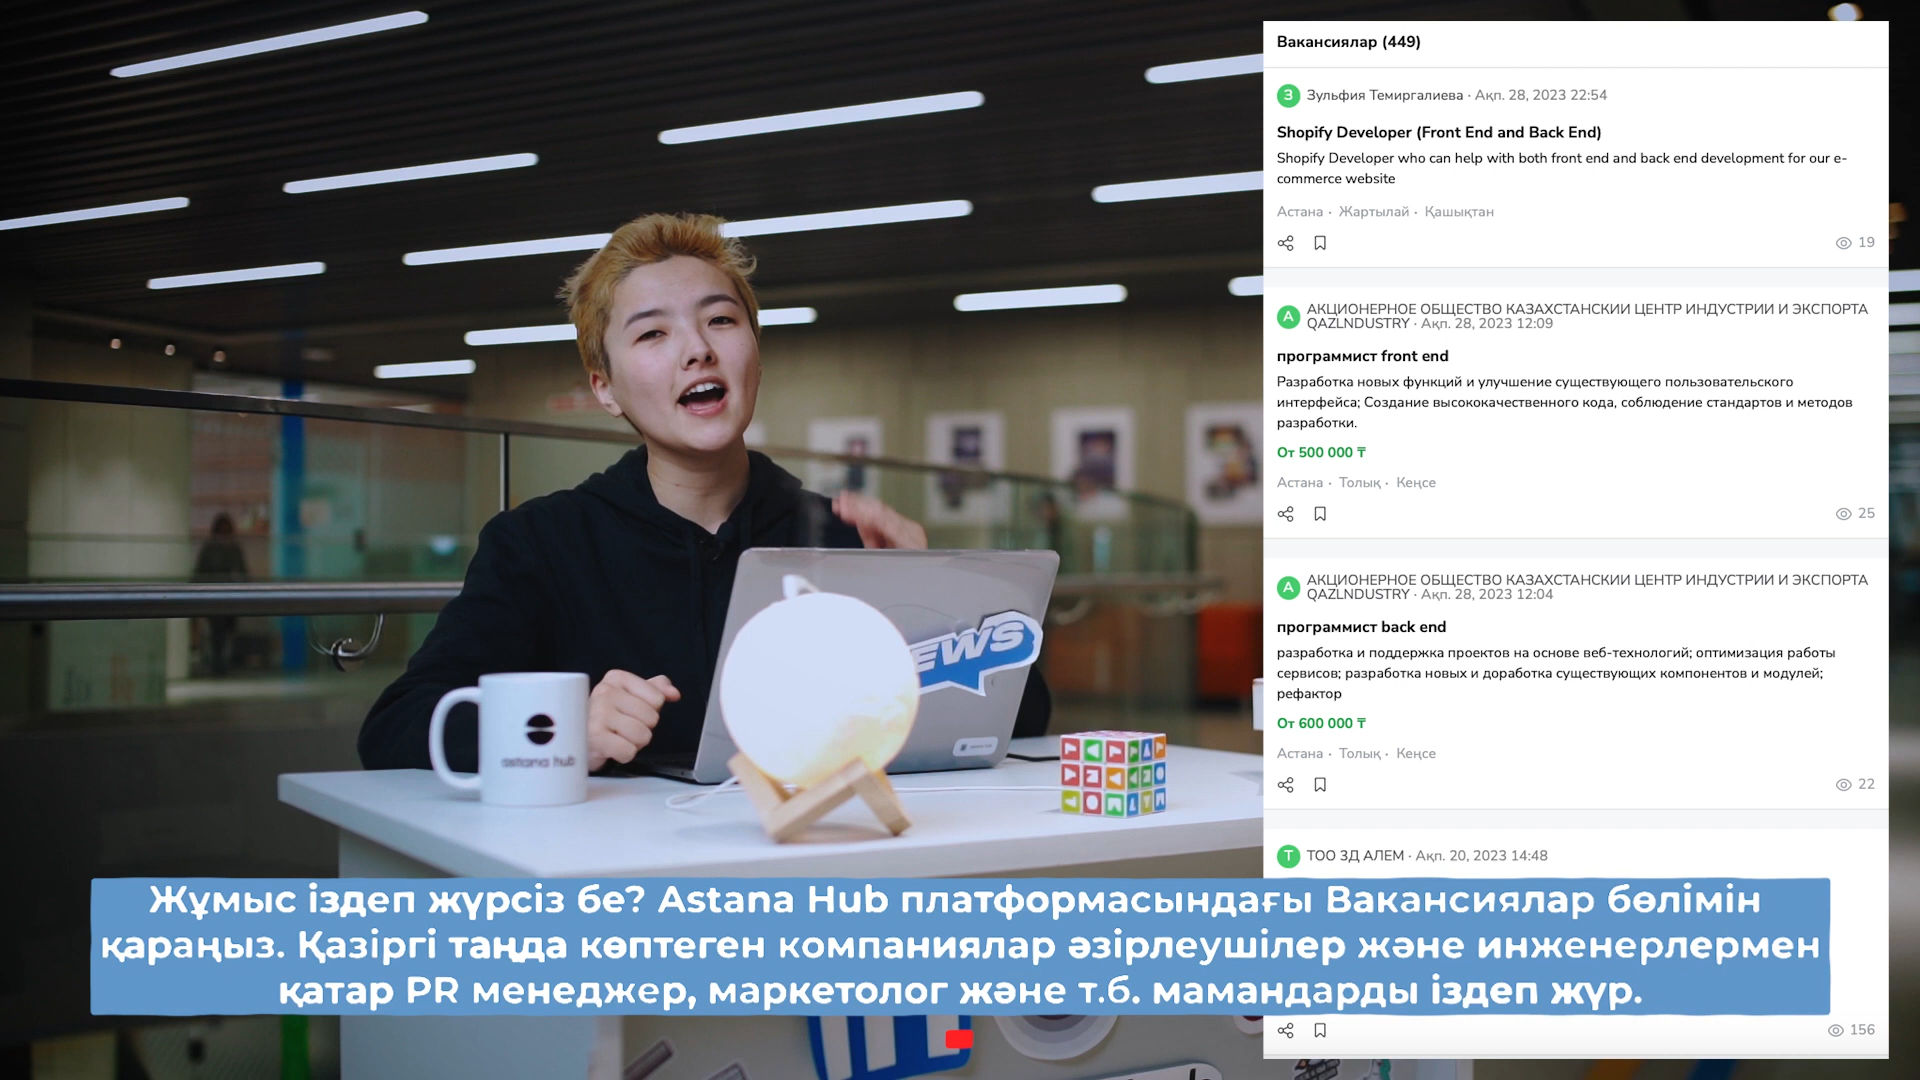 Вакансиялар (449)
З Зульфия Темиргалиева · Ақп. 28, 2023 22:54
Shopify Developer (Front End and Back End)
Shopify Developer who can help with both front end and back end development for our e-
commerce website
Астана · Жартылай · Қашықтан
19
А АКЦИОНЕРНОЕ ОБЩЕСТВО КАЗАХСТАНСКИИ ЦЕНТР ИНДУСТРИИ И ЭКСПОРТА
QAZLNDUSTRY · Ақп. 28, 2023 12:09
программист front end
Разработка новых функций и улучшение существующего пользовательского
интерфейса; Создание высококачественного кода, соблюдение стандартов и методов
разработки.
От 500 000 ₸
Астана · Толық · Кеңсе
25
А АКЦИОНЕРНОЕ ОБЩЕСТВО КАЗАХСТАНСКИИ ЦЕНТР ИНДУСТРИИ И ЭКСПОРТА
QAZLNDUSTRY · Ақп. 28, 2023 12:04
программист back end
разработка и поддержка проектов на основе веб-технологий; оптимизация работы
сервисов; разработка новых и доработка существующих компонентов и модулей;
рефактор
От 600 000 ₸
Астана · Толық · Кеңсе
22
Т ТОО 3Д АЛЕМ · Ақп. 20, 2023 14:48
156
EWS
astana hub
Жұмыс іздеп жүрсіз бе? Astana Hub платформасындағы Вакансиялар бөлімін
қараңыз. Қазіргі таңда көптеген компаниялар әзірлеушілер және инженерлермен
қатар PR менеджер, маркетолог және т.б. мамандарды іздеп жүр.